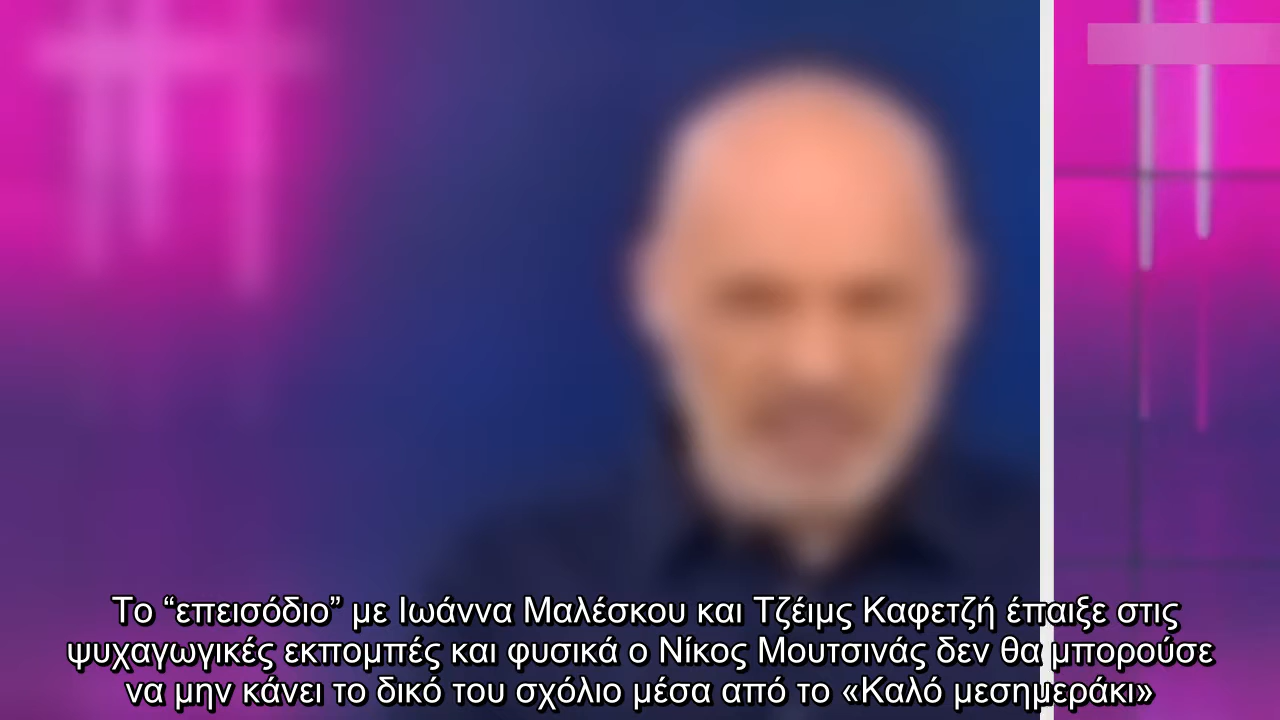 Το “επεισόδιο” με Ιωάννα Μαλέσκου και Τζέιμς Καφετζή έπαιξε στις
ψυχαγωγικές εκπομπές και φυσικά ο Νίκος Μουτσινάς δεν θα μπορούσε
να μην κάνει το δικό του σχόλιο μέσα από το «Καλό μεσημεράκι»